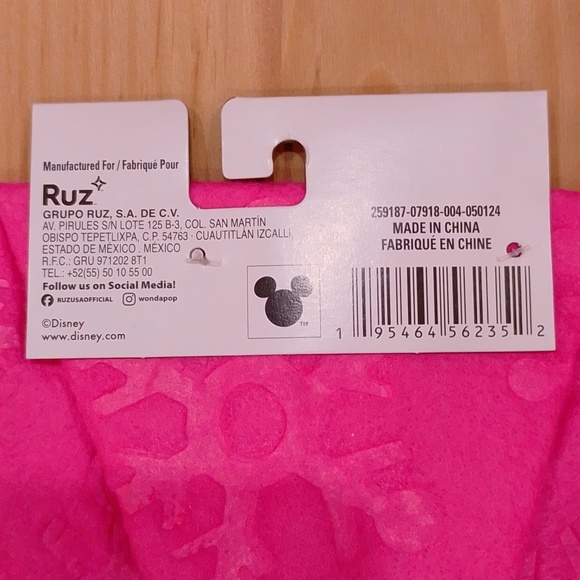 Manufactured For / Fabriqué Pour
Ruz
GRUPO RUZ, S.A. DE C.V.
AV. PIRULES S/N LOTE 125 B-3, COL. SAN MARTÍN
OBISPO TEPETLIXPA, C.P. 54763 · CUAUTITLÁN IZCALLI,
ESTADO DE MÉXICO , MÉXICO
R.F.C.: GRU 971202 8T1
TEL.: +52(55) 50 10 55 00
Follow us on Social Media!
RUZUSAOFFICIAL wondapop
©Disney
www.disney.com
TM
259187-07918-004-050124
MADE IN CHINA
FABRIQUÉ EN CHINE
1 95464 56235 2